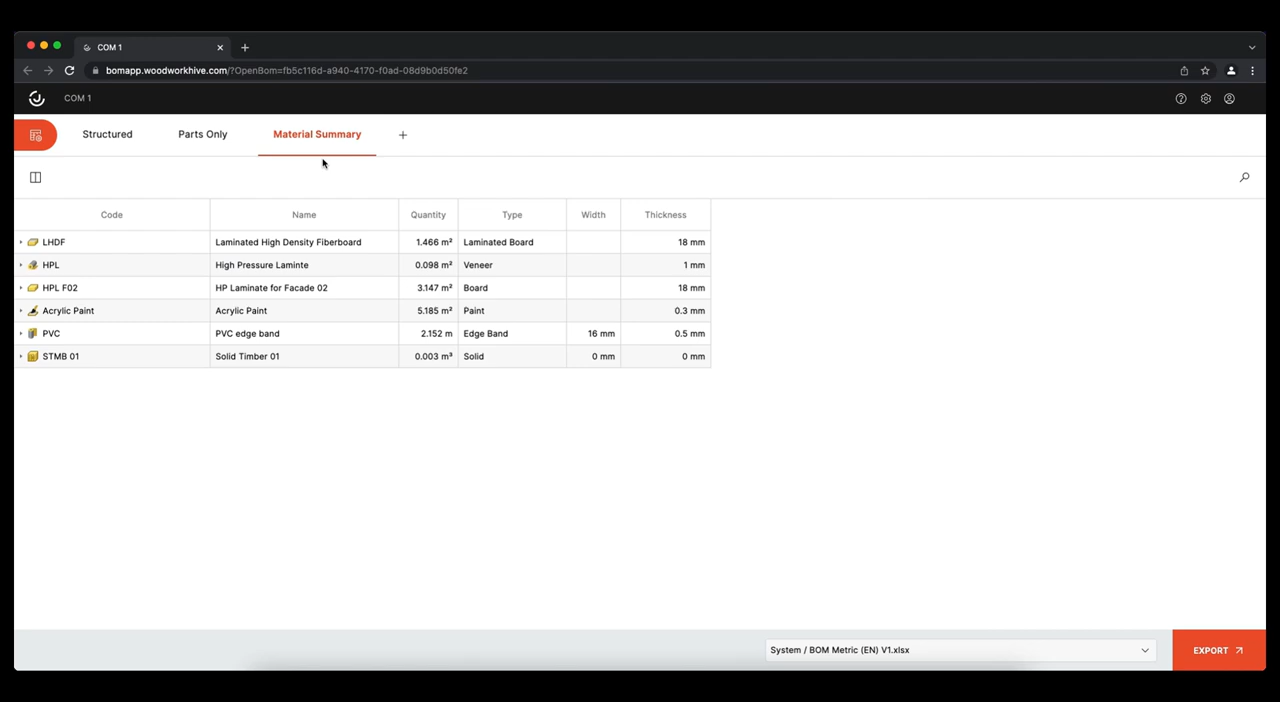 COM 1
bomapp.woodworkhive.com/?OpenBom=fb5c116d-a940-4170-f0ad-08d9b0d50fe2
COM 1
Structured Parts Only Material Summary
Code Name Quantity Type Width Thickness
LHDF Laminated High Density Fiberboard 1.466 m² Laminated Board 18 mm
HPL High Pressure Laminte 0.098 m² Veneer 1 mm
HPL F02 HP Laminate for Facade 02 3.147 m² Board 18 mm
Acrylic Paint Acrylic Paint 5.185 m² Paint 0.3 mm
PVC PVC edge band 2.152 m Edge Band 16 mm 0.5 mm
STMB 01 Solid Timber 01 0.003 m³ Solid 0 mm 0 mm
System / BOM Metric (EN) V1.xlsx EXPORT